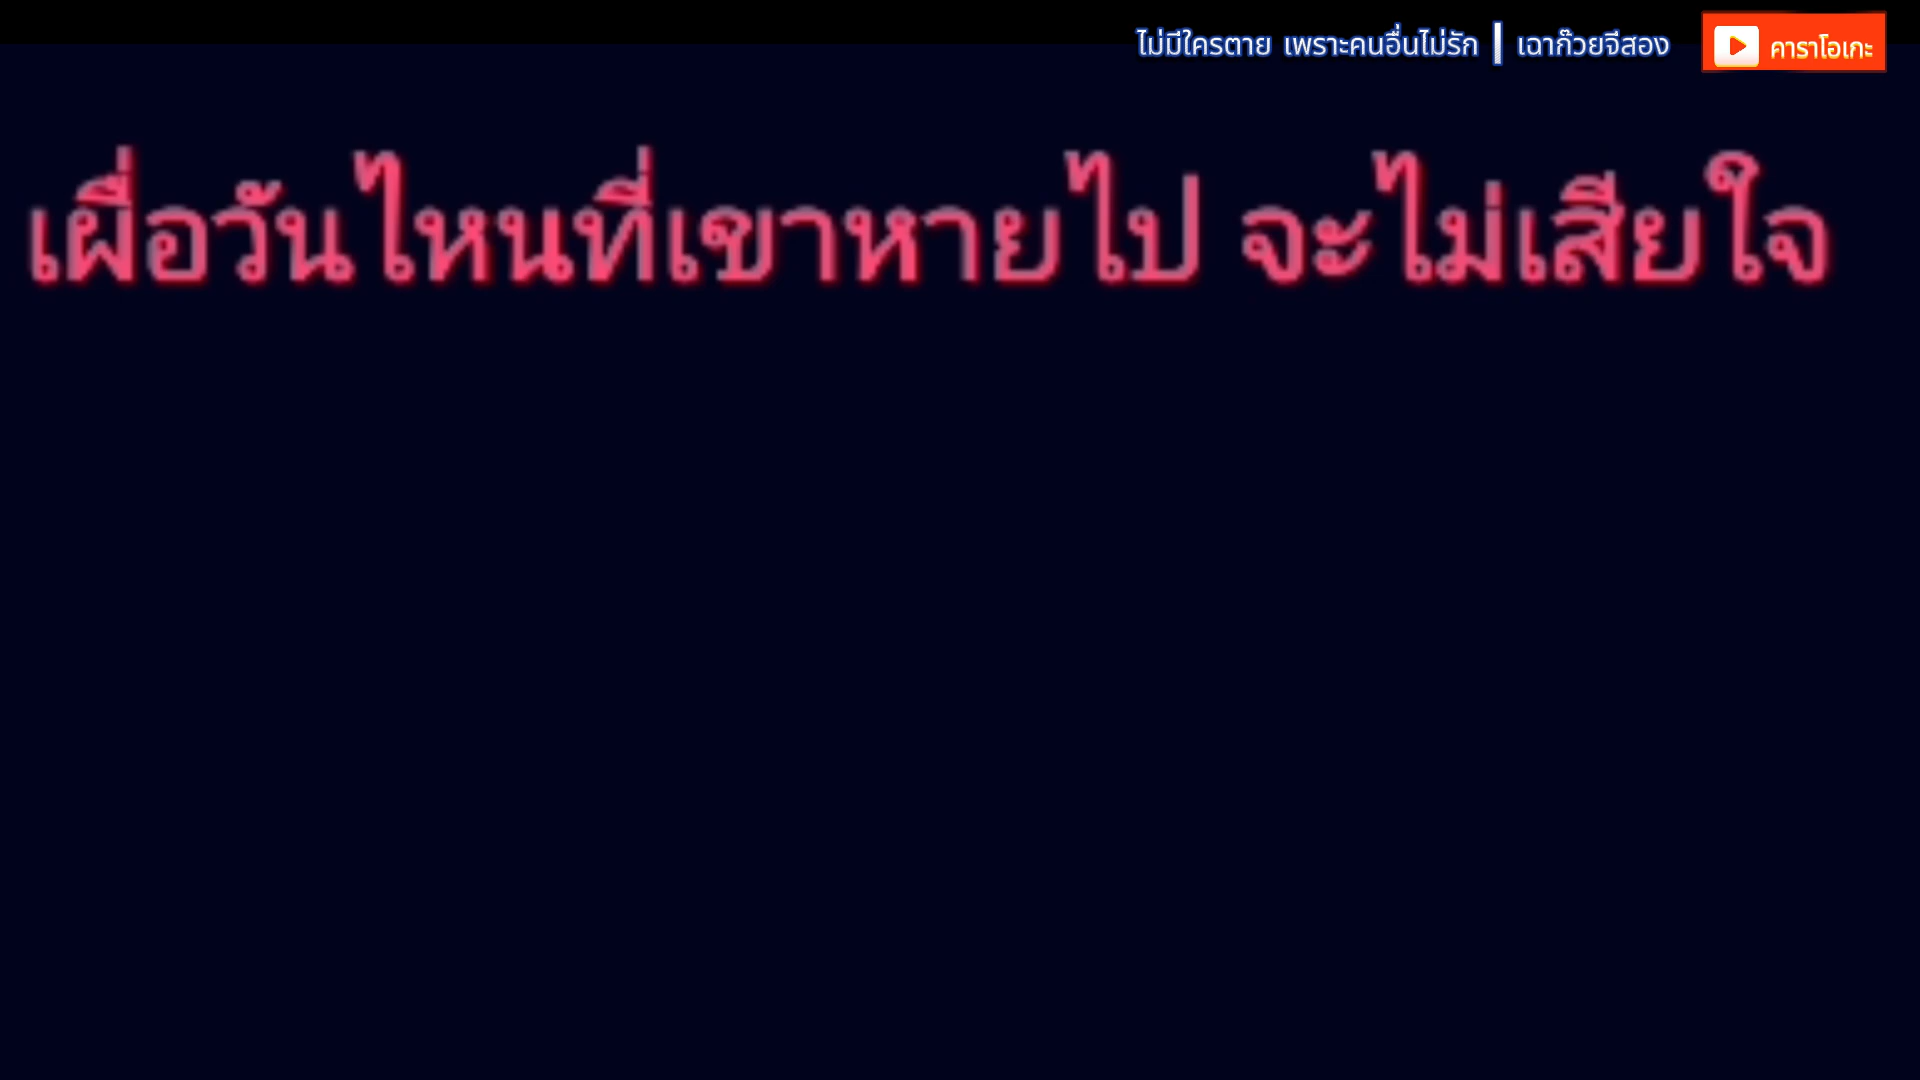 ไม่มีใครตาย เพราะคนอื่นไม่รัก | เฉาก๊วยจีสอง คาราโอเกะ
เผื่อวันไหนที่เขาหายไป จะไม่เสียใจ